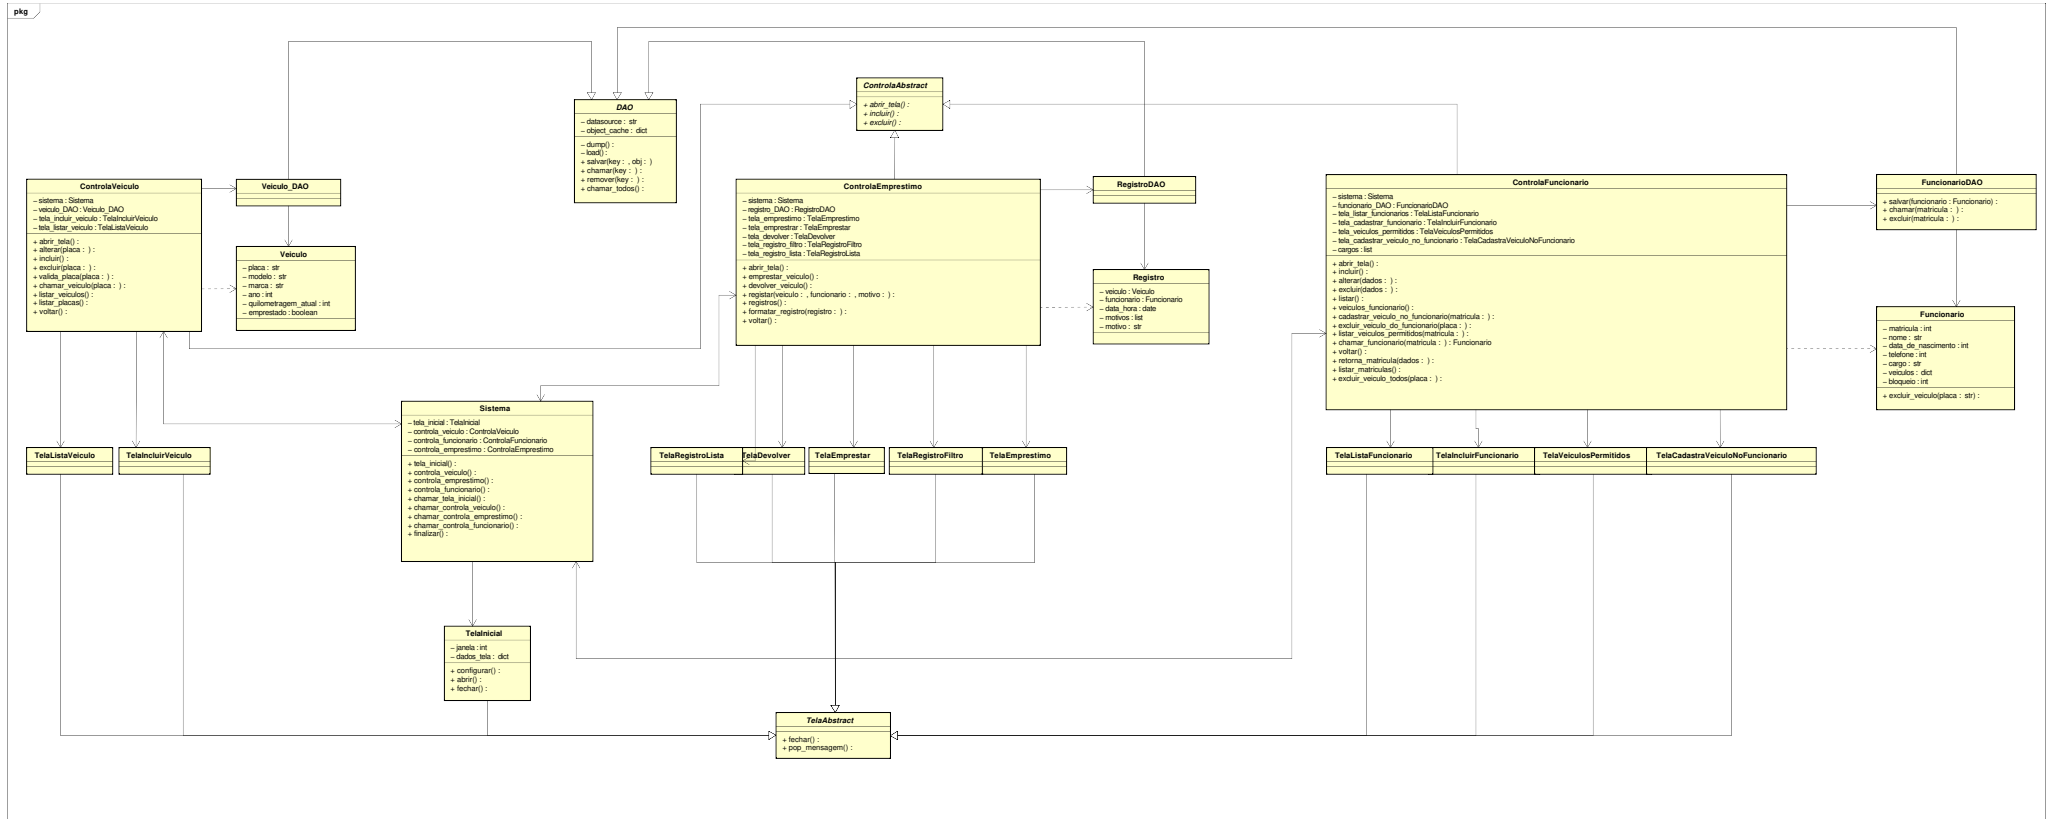 pkg
ControlaAbstract
+ abrir_tela() :
+ incluir() :
+ excluir() :
DAO
– datasource : str
– object_cache : dict
– dump() :
– load() :
+ salvar(key : , obj : )
+ chamar(key : ) :
+ remover(key : ) :
+ chamar_todos() :
ControlaVeiculo
– sistema : Sistema
– veiculo_DAO : Veiculo_DAO
– tela_incluir_veiculo : TelaIncluirVeiculo
– tela_listar_veiculo : TelaListaVeiculo
+ abrir_tela() :
+ alterar(placa : ) :
+ incluir() :
+ excluir(placa : ) :
+ valida_placa(placa : ) :
+ chamar_veiculo(placa : ) :
+ listar_veiculos() :
+ listar_placas() :
+ voltar() :
Veiculo_DAO
Veiculo
– placa : str
– modelo : str
– marca : str
– ano : int
– quilometragem_atual : int
– emprestado : boolean
ControlaEmprestimo
– sistema : Sistema
– registro_DAO : RegistroDAO
– tela_emprestimo : TelaEmprestimo
– tela_emprestrar : TelaEmprestar
– tela_devolver : TelaDevolver
– tela_registro_filtro : TelaRegistroFiltro
– tela_registro_lista : TelaRegistroLista
+ abrir_tela() :
+ emprestar_veiculo() :
+ devolver_veiculo() :
+ registar(veiculo : , funcionario : , motivo : ) :
+ registros() :
+ formatar_registro(registro : ) :
+ voltar() :
RegistroDAO
Registro
– veiculo : Veiculo
– funcionario : Funcionario
– data_hora : date
– motivos : list
– motivo : str
ControlaFuncionario
– sistema : Sistema
– funcionario_DAO : FuncionarioDAO
– tela_listar_funcionarios : TelaListaFuncionario
– tela_cadastrar_funcionario : TelaIncluirFuncionario
– tela_veiculos_permitidos : TelaVeiculosPermitidos
– tela_cadastrar_veiculo_no_funcionario : TelaCadastraVeiculoNoFuncionario
– cargos : list
+ abrir_tela() :
+ incluir() :
+ alterar(dados : ) :
+ excluir(dados : ) :
+ listar() :
+ veiculos_funcionario() :
+ cadastrar_veiculo_no_funcionario(matricula : ) :
+ excluir_veiculo_do_funcionario(placa : ) :
+ listar_veiculos_permitidos(matricula : ) :
+ chamar_funcionario(matricula : ) : Funcionario
+ voltar() :
+ retorna_matricula(dados : ) :
+ listar_matriculas() :
+ excluir_veiculo_todos(placa : ) :
FuncionarioDAO
+ salvar(funcionario : Funcionario) :
+ chamar(matricula : ) :
+ excluir(matricula : ) :
Funcionario
– matricula : int
– nome : str
– data_de_nascimento : int
– telefone : int
– cargo : str
– veiculos : dict
– bloqueio : int
+ excluir_veiculo(placa : str) :
Sistema
– tela_inicial : TelaInicial
– controla_veiculo : ControlaVeiculo
– controla_funcionario : ControlaFuncionario
– controla_emprestimo : ControlaEmprestimo
+ tela_inicial() :
+ controla_veiculo() :
+ controla_emprestimo() :
+ controla_funcionario() :
+ chamar_tela_inicial() :
+ chamar_controla_veiculo() :
+ chamar_controla_emprestimo() :
+ chamar_controla_funcionario() :
+ finalizar() :
TelaListaVeiculo
TelaIncluirVeiculo
TelaRegistroLista
TelaDevolver
TelaEmprestar
TelaRegistroFiltro
TelaEmprestimo
TelaListaFuncionario
TelaIncluirFuncionario
TelaVeiculosPermitidos
TelaCadastraVeiculoNoFuncionario
TelaInicial
– janela : int
– dados_tela : dict
+ configurar() :
+ abrir() :
+ fechar() :
TelaAbstract
+ fechar() :
+ pop_mensagem() :